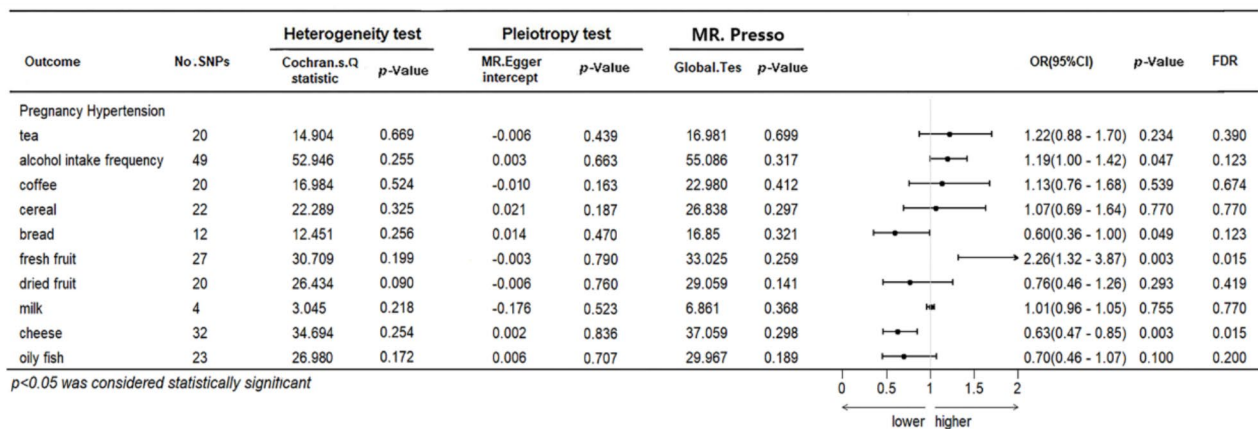 Heterogeneity test Pleiotropy test MR. Presso
Outcome No.SNPs Cochran.s.Q statistic p-Value MR.Egger intercept p-Value Global.Tes p-Value OR(95%CI) p-Value FDR
Pregnancy Hypertension
tea 20 14.904 0.669 -0.006 0.439 16.981 0.699 1.22(0.88 - 1.70) 0.234 0.390
alcohol intake frequency 49 52.946 0.255 0.003 0.663 55.086 0.317 1.19(1.00 - 1.42) 0.047 0.123
coffee 20 16.984 0.524 -0.010 0.163 22.980 0.412 1.13(0.76 - 1.68) 0.539 0.674
cereal 22 22.289 0.325 0.021 0.187 26.838 0.297 1.07(0.69 - 1.64) 0.770 0.770
bread 12 12.451 0.256 0.014 0.470 16.85 0.321 0.60(0.36 - 1.00) 0.049 0.123
fresh fruit 27 30.709 0.199 -0.003 0.790 33.025 0.259 2.26(1.32 - 3.87) 0.003 0.015
dried fruit 20 26.434 0.090 -0.006 0.760 29.059 0.141 0.76(0.46 - 1.26) 0.293 0.419
milk 4 3.045 0.218 -0.176 0.523 6.861 0.368 1.01(0.96 - 1.05) 0.755 0.770
cheese 32 34.694 0.254 0.002 0.836 37.059 0.298 0.63(0.47 - 0.85) 0.003 0.015
oily fish 23 26.980 0.172 0.006 0.707 29.967 0.189 0.70(0.46 - 1.07) 0.100 0.200
p<0.05 was considered statistically significant
0 0.5 1 1.5 2
lower higher